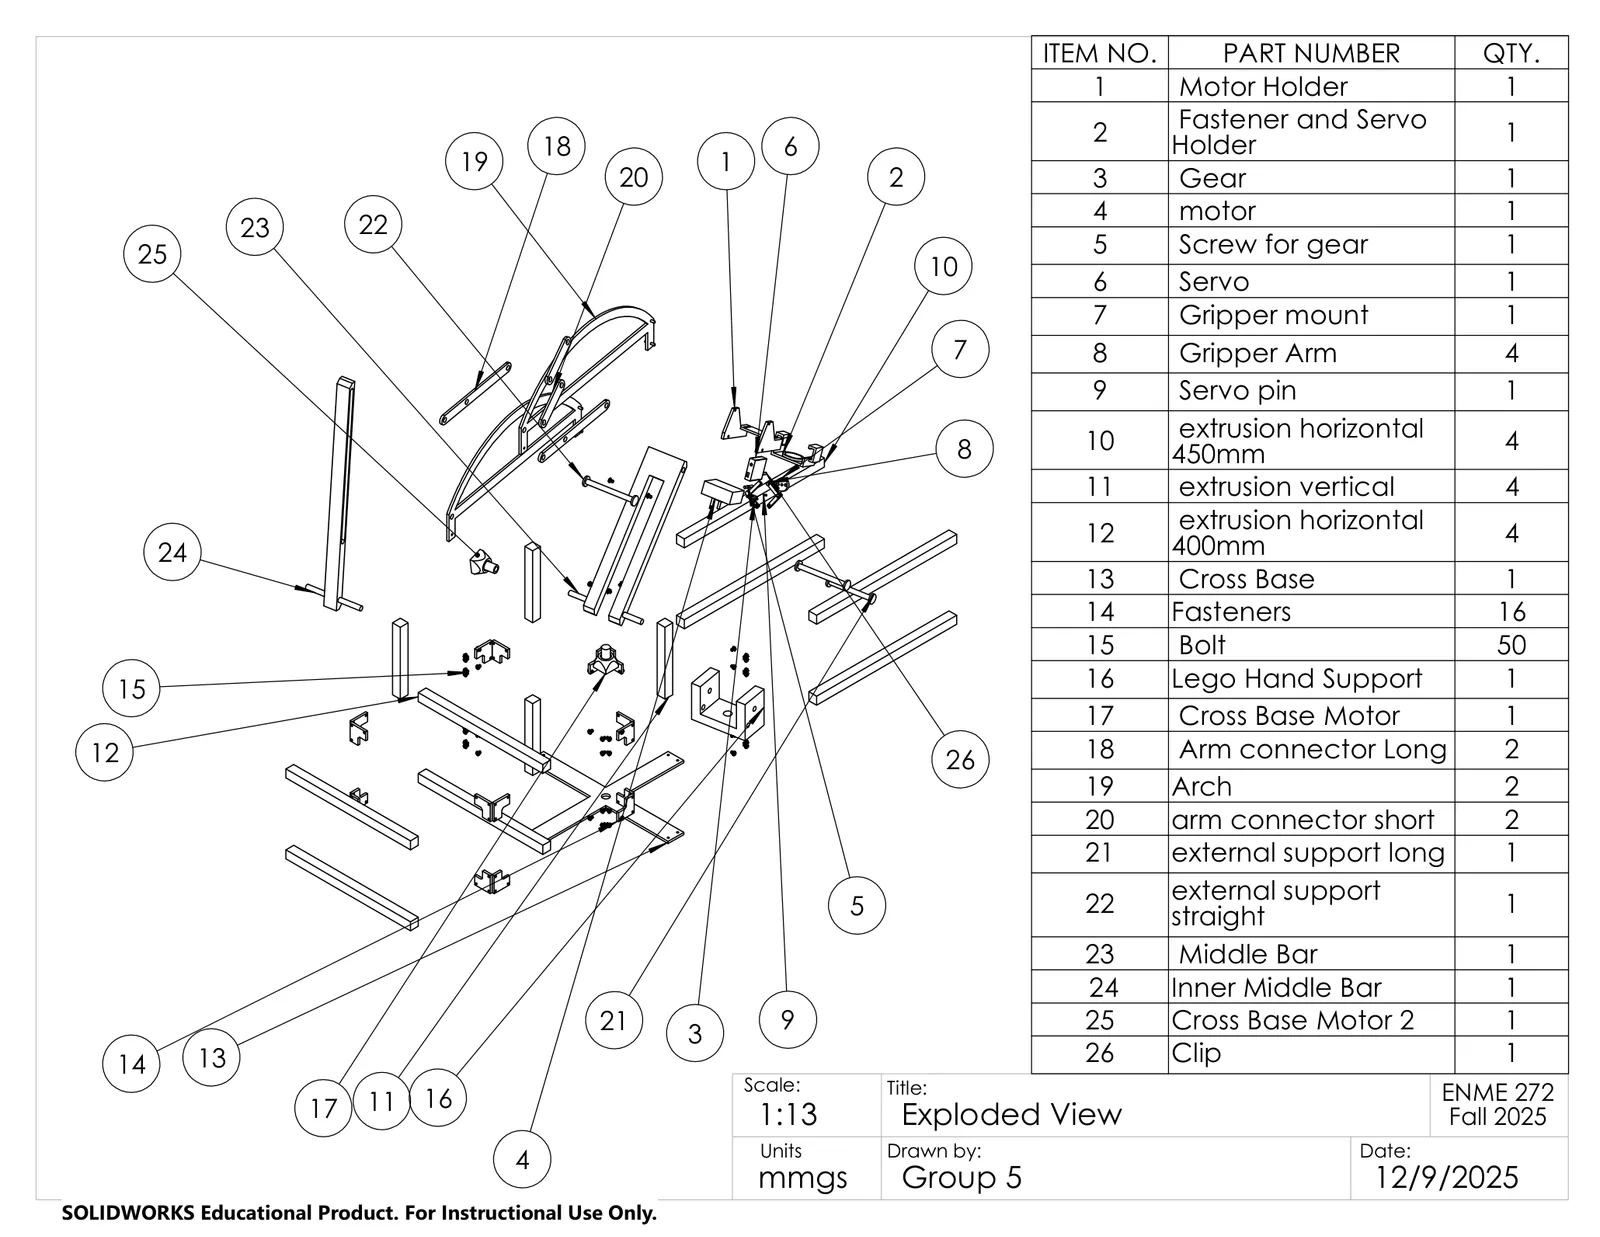 19
18
20
1
6
2
23
22
25
10
7
8
24
15
12
26
5
21
3
9
14
13
17
11
16
4
ITEM NO. PART NUMBER QTY.
1 Motor Holder 1
2 Fastener and Servo Holder 1
3 Gear 1
4 motor 1
5 Screw for gear 1
6 Servo 1
7 Gripper mount 1
8 Gripper Arm 4
9 Servo pin 1
10 extrusion horizontal 450mm 4
11 extrusion vertical 4
12 extrusion horizontal 400mm 4
13 Cross Base 1
14 Fasteners 16
15 Bolt 50
16 Lego Hand Support 1
17 Cross Base Motor 1
18 Arm connector Long 2
19 Arch 2
20 arm connector short 2
21 external support long 1
22 external support straight 1
23 Middle Bar 1
24 Inner Middle Bar 1
25 Cross Base Motor 2 1
26 Clip 1
Scale:
1:13
Title:
Exploded View
ENME 272
Fall 2025
Units
mmgs
Drawn by:
Group 5
Date:
12/9/2025
SOLIDWORKS Educational Product. For Instructional Use Only.